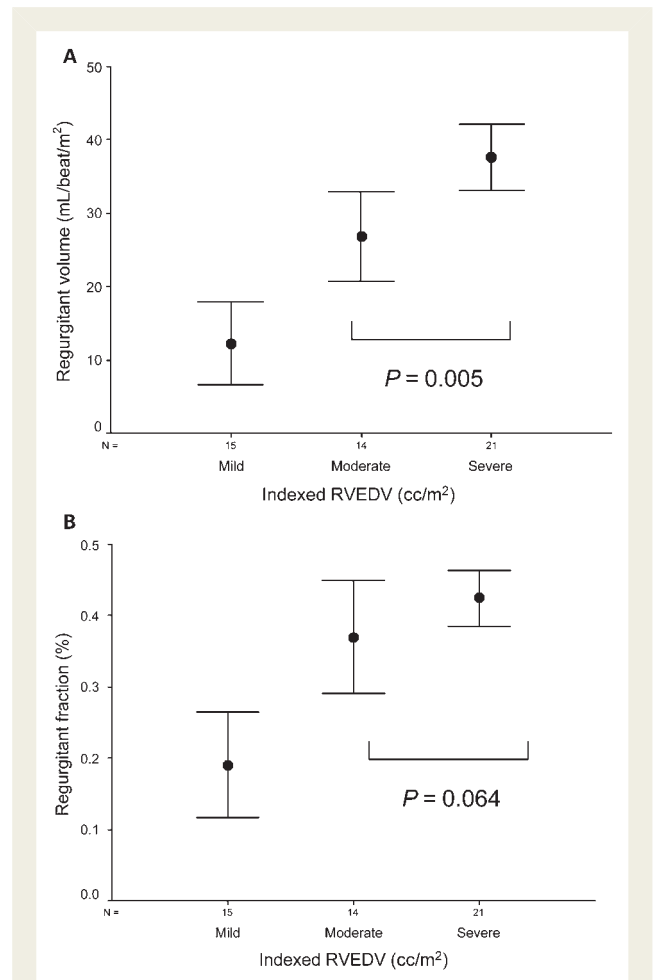 A
50
40
30
20
10
0
Regurgitant volume (mL/beat/m²)
P = 0.005
N = 15 14 21
Mild Moderate Severe
Indexed RVEDV (cc/m²)
B
0.5
0.4
0.3
0.2
0.1
0.0
Regurgitant fraction (%)
P = 0.064
N = 15 14 21
Mild Moderate Severe
Indexed RVEDV (cc/m²)